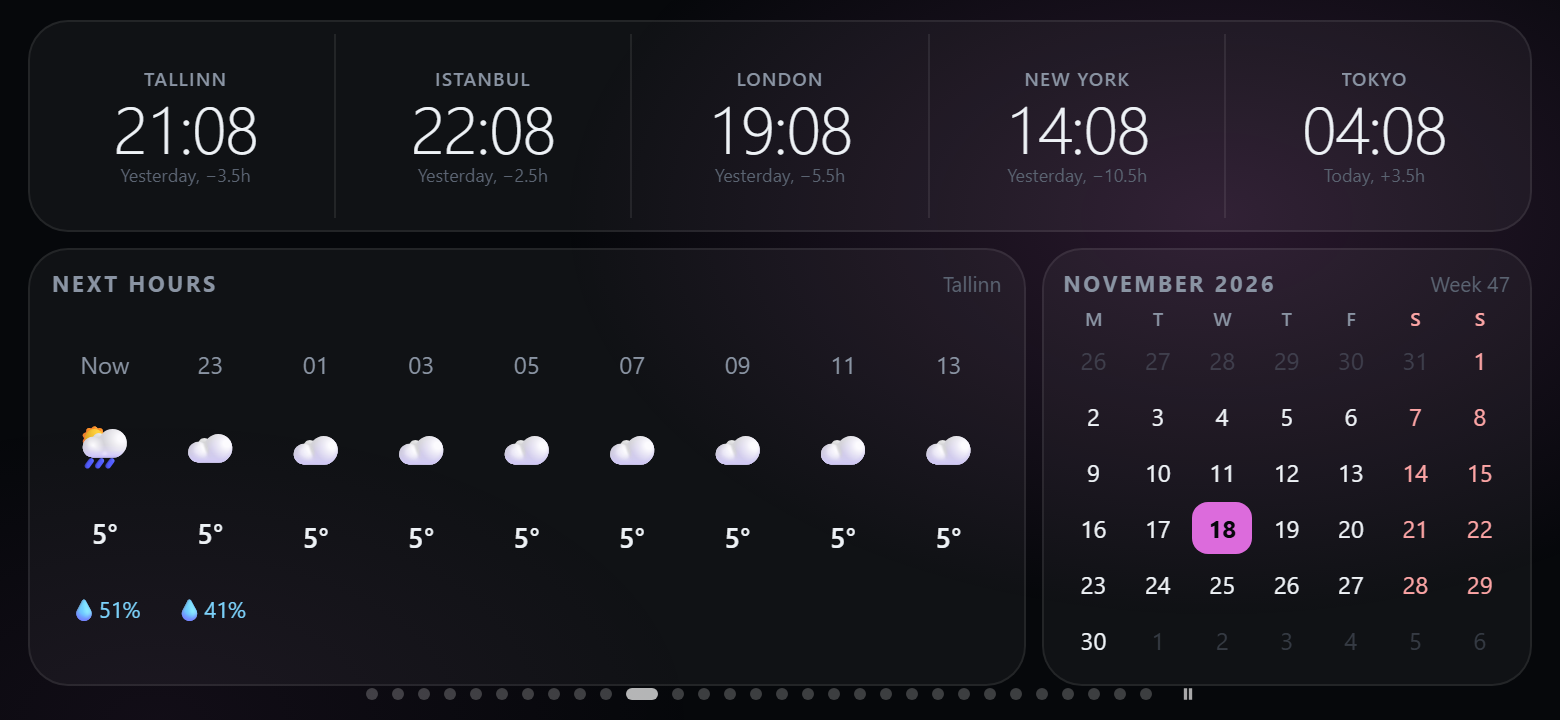 TALLINN ISTANBUL LONDON NEW YORK TOKYO
21:08 22:08 19:08 14:08 04:08
Yesterday, −3.5h Yesterday, −2.5h Yesterday, −5.5h Yesterday, −10.5h Today, +3.5h
NEXT HOURS Tallinn
Now 23 01 03 05 07 09 11 13
5° 5° 5° 5° 5° 5° 5° 5° 5°
51% 41%
NOVEMBER 2026 Week 47
M T W T F S S
26 27 28 29 30 31 1
2 3 4 5 6 7 8
9 10 11 12 13 14 15
16 17 18 19 20 21 22
23 24 25 26 27 28 29
30 1 2 3 4 5 6